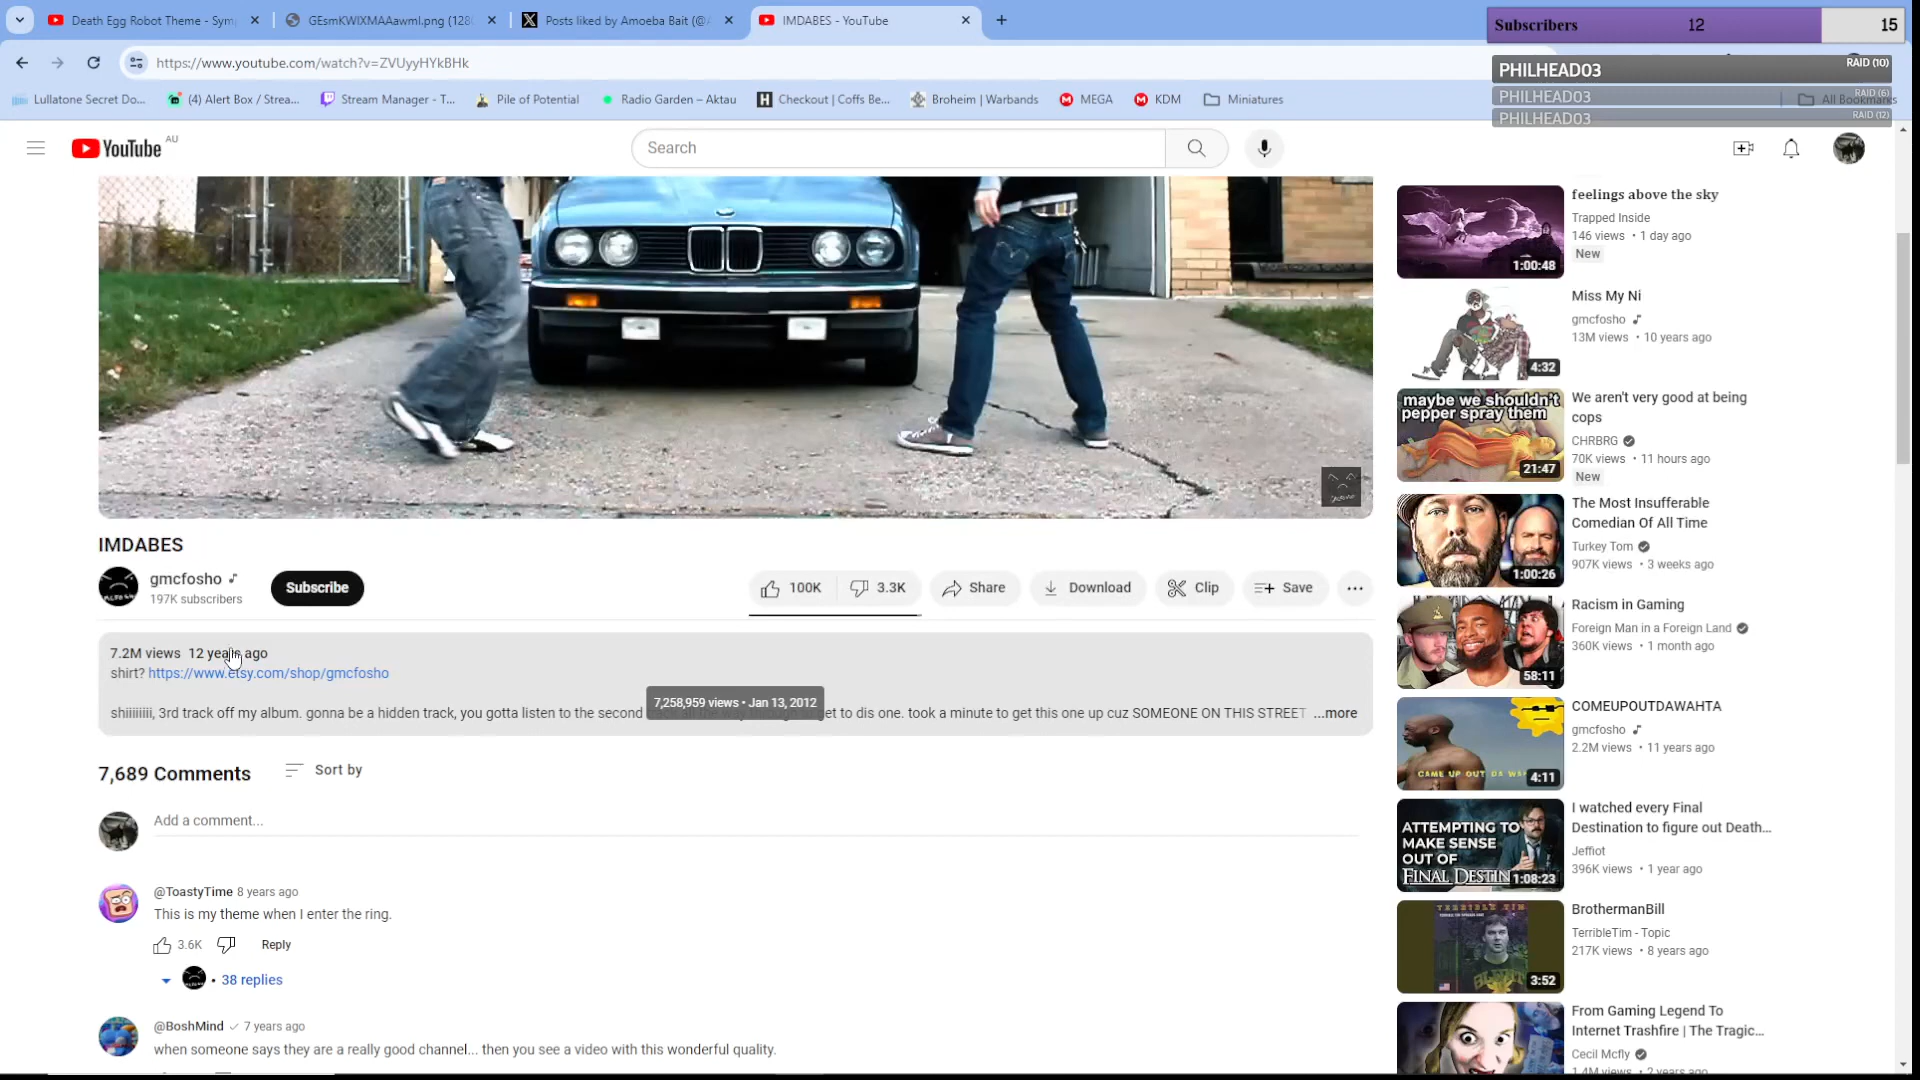 Death Egg Robot Theme - Sym
GEsmKWIXMAAawml.png (128
Posts liked by Amoeba Bait (@
IMDABES - YouTube
Subscribers 12 15
https://www.youtube.com/watch?v=ZVUyyHYkBHk
PHILHEAD03 RAID (10)
PHILHEAD03 RAID (6)
PHILHEAD03 RAID (12)
Lullatone Secret Do...
(4) Alert Box / Strea...
Stream Manager - T...
Pile of Potential
Radio Garden – Aktau
Checkout | Coffs Be...
Broheim | Warbands
MEGA
KDM
Miniatures
All Bookmarks
YouTube AU
Search
IMDABES
gmcfosho
197K subscribers
Subscribe
100K
3.3K
Share
Download
Clip
Save
7.2M views 12 years ago
shirt? https://www.etsy.com/shop/gmcfosho
7,258,959 views • Jan 13, 2012
shiiiiiiii, 3rd track off my album. gonna be a hidden track, you gotta listen to the second get to dis one. took a minute to get this one up cuz SOMEONE ON THIS STREET ...more
7,689 Comments
Sort by
Add a comment...
@ToastyTime 8 years ago
This is my theme when I enter the ring.
3.6K
Reply
38 replies
@BoshMind 7 years ago
when someone says they are a really good channel... then you see a video with this wonderful quality.
feelings above the sky
Trapped Inside
146 views • 1 day ago
New
1:00:48
Miss My Ni
gmcfosho
13M views • 10 years ago
4:32
maybe we shouldn't
pepper spray them
21:47
We aren't very good at being
cops
CHRBRG
70K views • 11 hours ago
New
The Most Insufferable
Comedian Of All Time
Turkey Tom
907K views • 3 weeks ago
1:00:26
Racism in Gaming
Foreign Man in a Foreign Land
360K views • 1 month ago
58:11
COMEUPOUTDAWAHTA
gmcfosho
2.2M views • 11 years ago
CAME UP OUT DA WA
4:11
ATTEMPTING TO
MAKE SENSE
OUT OF
FINAL DESTIN
1:08:23
I watched every Final
Destination to figure out Death...
Jeffiot
396K views • 1 year ago
TERRIBLE TIM
3:52
BrothermanBill
TerribleTim - Topic
217K views • 8 years ago
From Gaming Legend To
Internet Trashfire | The Tragic...
Cecil Mcfly
1.4M views • 2 years ago